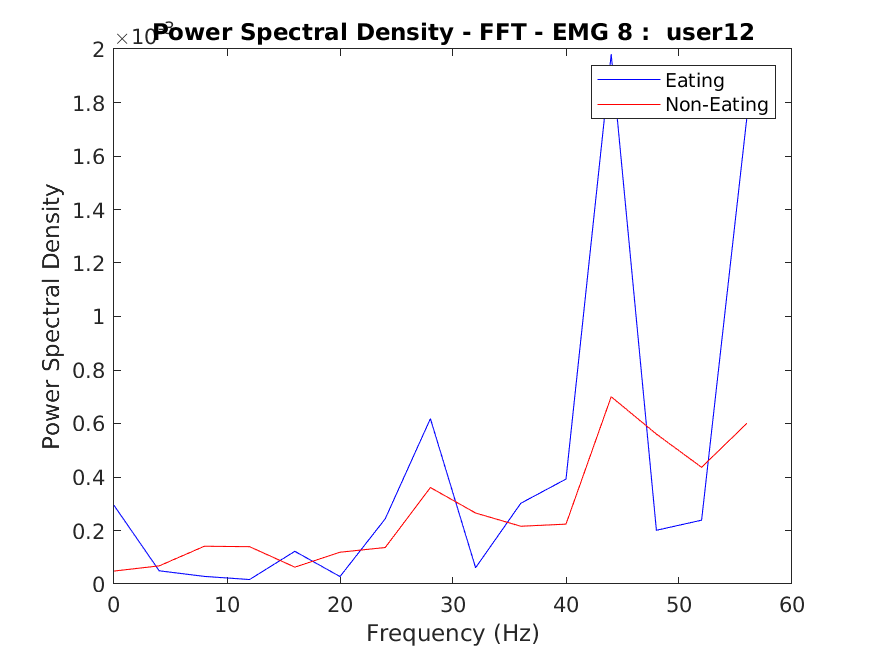 Power Spectral Density - FFT - EMG 8 : user12
×10
2
1.8
1.6
1.4
1.2
1
0.8
0.6
0.4
0.2
0
Power Spectral Density
Eating
Non-Eating
0 10 20 30 40 50 60
Frequency (Hz)